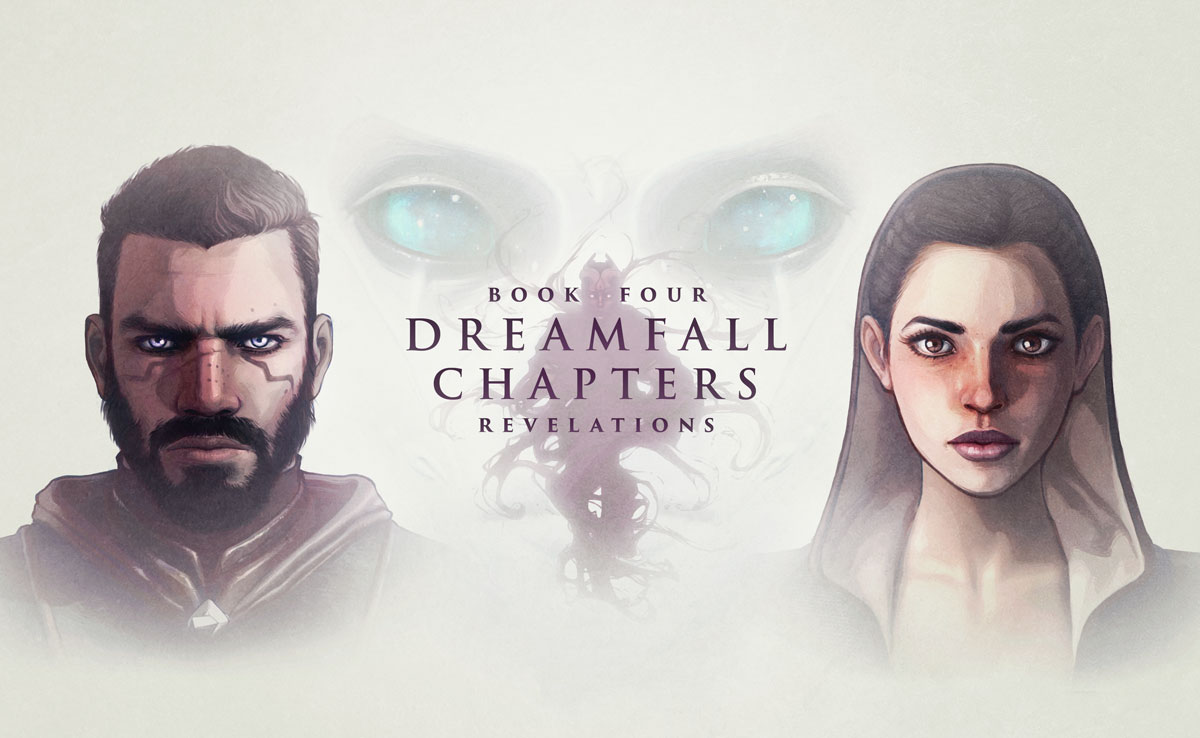 BOOK FOUR
DREAMFALL
CHAPTERS
REVELATIONS